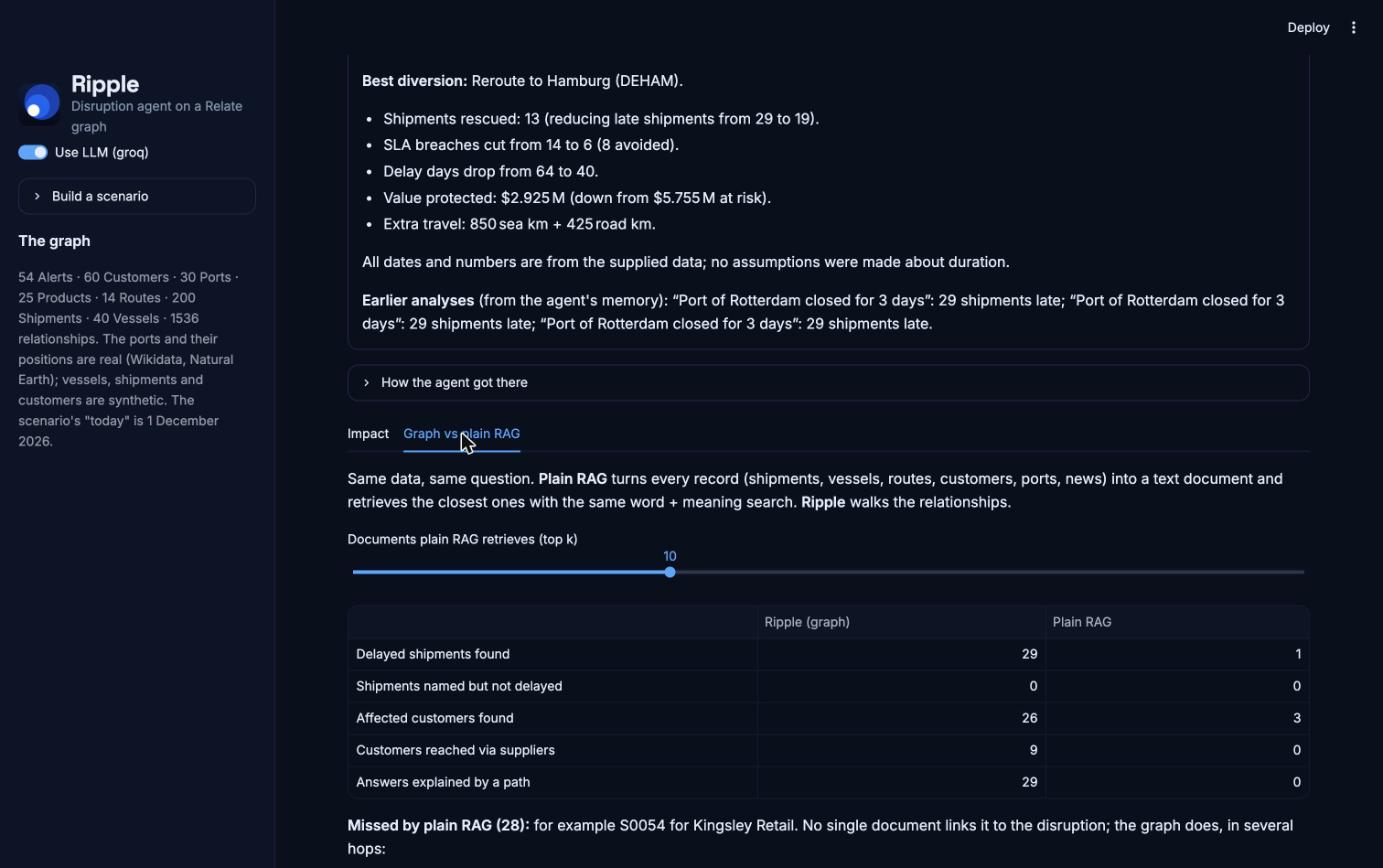 Deploy
Ripple
Disruption agent on a Relate
graph
Use LLM (groq)
Build a scenario
The graph
54 Alerts · 60 Customers · 30 Ports ·
25 Products · 14 Routes · 200
Shipments · 40 Vessels · 1536
relationships. The ports and their
positions are real (Wikidata, Natural
Earth); vessels, shipments and
customers are synthetic. The
scenario's "today" is 1 December
2026.
Best diversion: Reroute to Hamburg (DEHAM).
• Shipments rescued: 13 (reducing late shipments from 29 to 19).
• SLA breaches cut from 14 to 6 (8 avoided).
• Delay days drop from 64 to 40.
• Value protected: $2.925 M (down from $5.755 M at risk).
• Extra travel: 850 sea km + 425 road km.
All dates and numbers are from the supplied data; no assumptions were made about duration.
Earlier analyses (from the agent's memory): “Port of Rotterdam closed for 3 days”: 29 shipments late; “Port of Rotterdam closed for 3
days”: 29 shipments late; “Port of Rotterdam closed for 3 days”: 29 shipments late.
How the agent got there
Impact Graph vs plain RAG
Same data, same question. Plain RAG turns every record (shipments, vessels, routes, customers, ports, news) into a text document and
retrieves the closest ones with the same word + meaning search. Ripple walks the relationships.
Documents plain RAG retrieves (top k)
10
Ripple (graph) Plain RAG
Delayed shipments found 29 1
Shipments named but not delayed 0 0
Affected customers found 26 3
Customers reached via suppliers 9 0
Answers explained by a path 29 0
Missed by plain RAG (28): for example S0054 for Kingsley Retail. No single document links it to the disruption; the graph does, in several
hops: